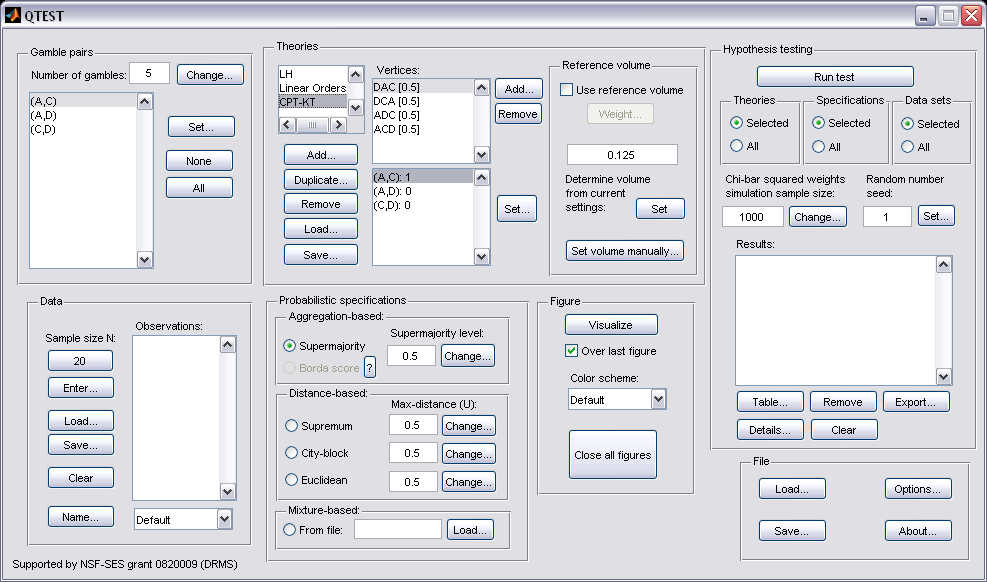 QTEST
Gamble pairs
Number of gambles: 5 Change...
(A,C)
(A,D)
(C,D)
Set...
None
All
Theories
LH
Linear Orders
CPT-KT
Add...
Duplicate...
Remove
Load...
Save...
Vertices:
DAC [0.5]
DCA [0.5]
ADC [0.5]
ACD [0.5]
Add...
Remove
(A,C): 1
(A,D): 0
(C,D): 0
Set...
Reference volume
Use reference volume
Weight...
0.125
Determine volume
from current
settings: Set
Set volume manually...
Hypothesis testing
Run test
Theories
Selected
All
Specifications
Selected
All
Data sets
Selected
All
Chi-bar squared weights
simulation sample size:
1000 Change...
Random number
seed:
1 Set...
Results:
Table... Remove Export...
Details... Clear
Data
Sample size N:
20
Enter...
Load...
Save...
Clear
Name...
Observations:
Default
Probabilistic specifications
Aggregation-based:
Supermajority
Borda score ?
Supermajority level:
0.5 Change...
Distance-based:
Max-distance (U):
Supremum 0.5 Change...
City-block 0.5 Change...
Euclidean 0.5 Change...
Mixture-based:
From file: Load...
Figure
Visualize
Over last figure
Color scheme:
Default
Close all figures
File
Load... Options...
Save... About...
Supported by NSF-SES grant 0820009 (DRMS)